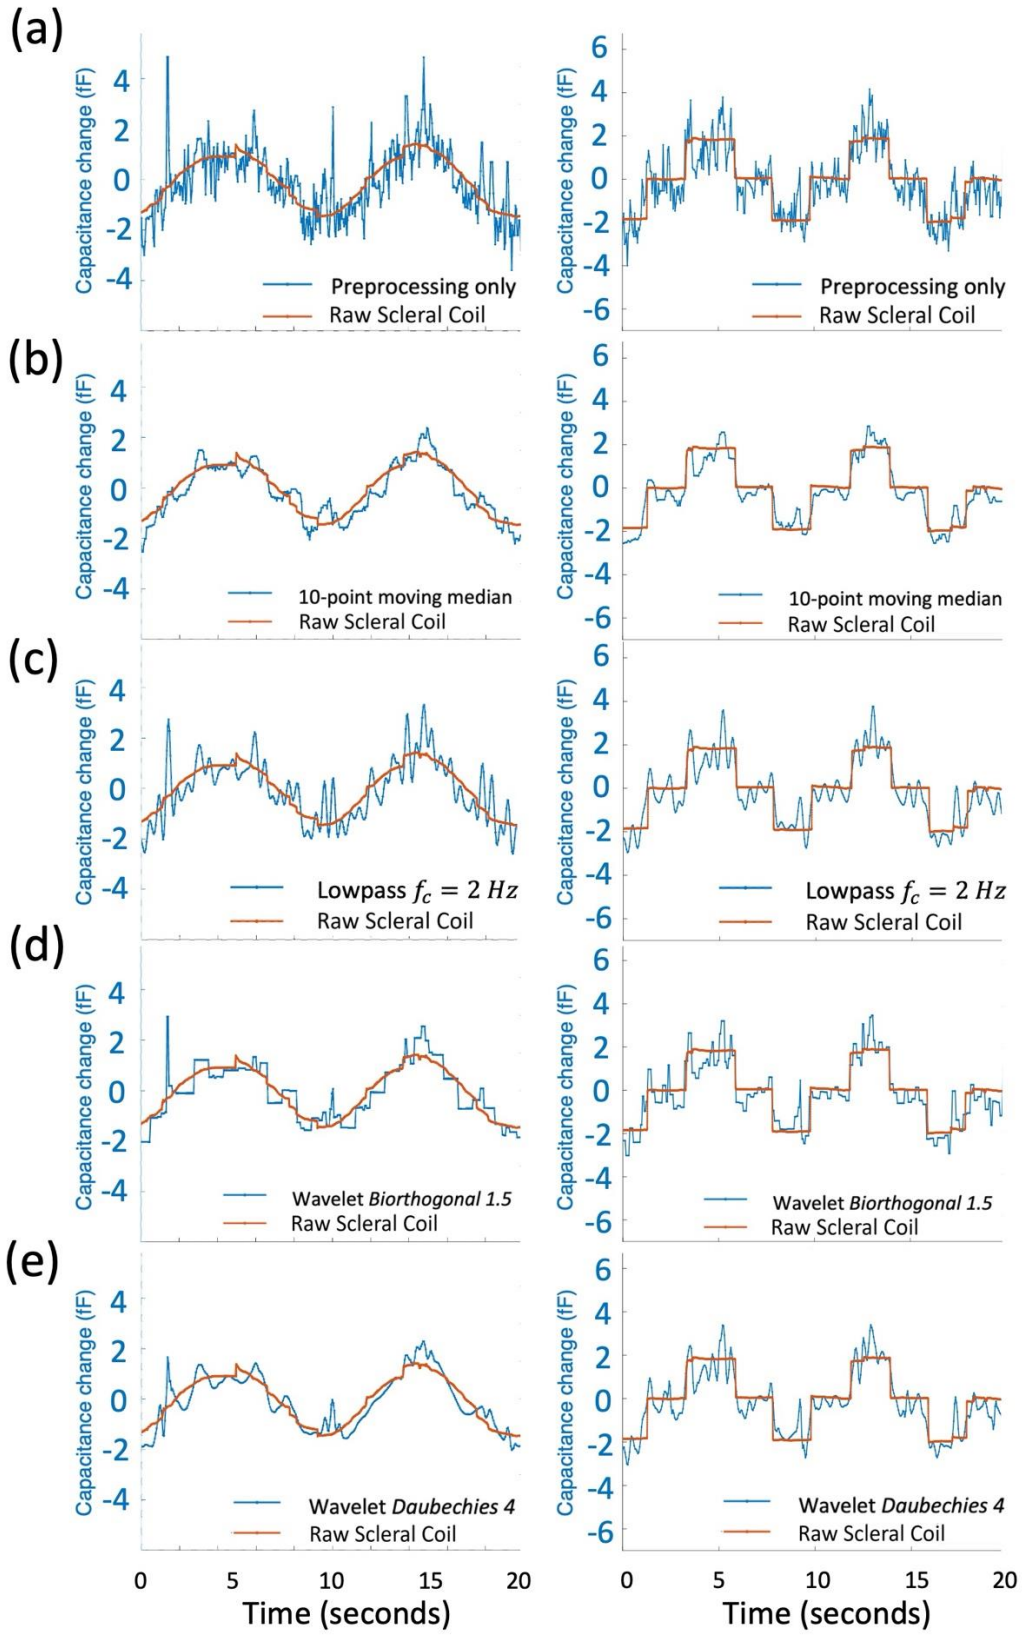 (a)
Capacitance change (fF)
4
2
0
-2
-4
Preprocessing only
Raw Scleral Coil
Capacitance change (fF)
6
4
2
0
-2
-4
-6
Preprocessing only
Raw Scleral Coil
(b)
Capacitance change (fF)
4
2
0
-2
-4
10-point moving median
Raw Scleral Coil
Capacitance change (fF)
6
4
2
0
-2
-4
-6
10-point moving median
Raw Scleral Coil
(c)
Capacitance change (fF)
4
2
0
-2
-4
Lowpass f_c = 2 Hz
Raw Scleral Coil
Capacitance change (fF)
6
4
2
0
-2
-4
-6
Lowpass f_c = 2 Hz
Raw Scleral Coil
(d)
Capacitance change (fF)
4
2
0
-2
-4
Wavelet Biorthogonal 1.5
Raw Scleral Coil
Capacitance change (fF)
6
4
2
0
-2
-4
-6
Wavelet Biorthogonal 1.5
Raw Scleral Coil
(e)
Capacitance change (fF)
4
2
0
-2
-4
Wavelet Daubechies 4
Raw Scleral Coil
0 5 10 15 20
Time (seconds)
Capacitance change (fF)
6
4
2
0
-2
-4
-6
Wavelet Daubechies 4
Raw Scleral Coil
0 5 10 15 20
Time (seconds)